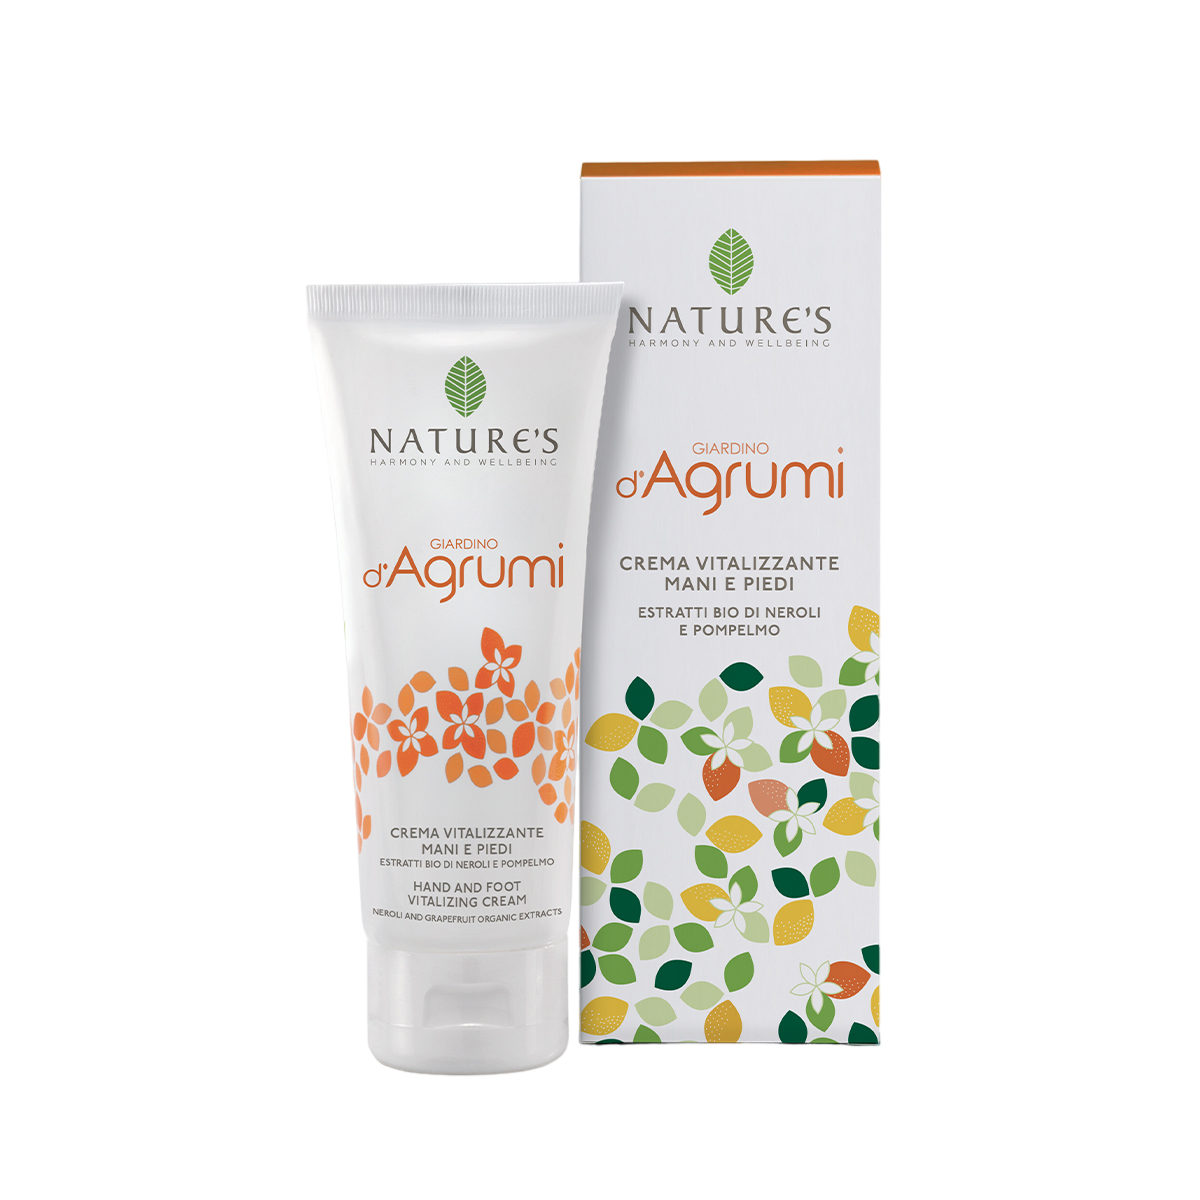 NATURE'S
HARMONY AND WELLBEING
GIARDINO
d'Agrumi
CREMA VITALIZZANTE
MANI E PIEDI
ESTRATTI BIO DI NEROLI E POMPELMO
HAND AND FOOT
VITALIZING CREAM
NEROLI AND GRAPEFRUIT ORGANIC EXTRACTS
NATURE'S
HARMONY AND WELLBEING
GIARDINO
d'Agrumi
CREMA VITALIZZANTE
MANI E PIEDI
ESTRATTI BIO DI NEROLI
E POMPELMO